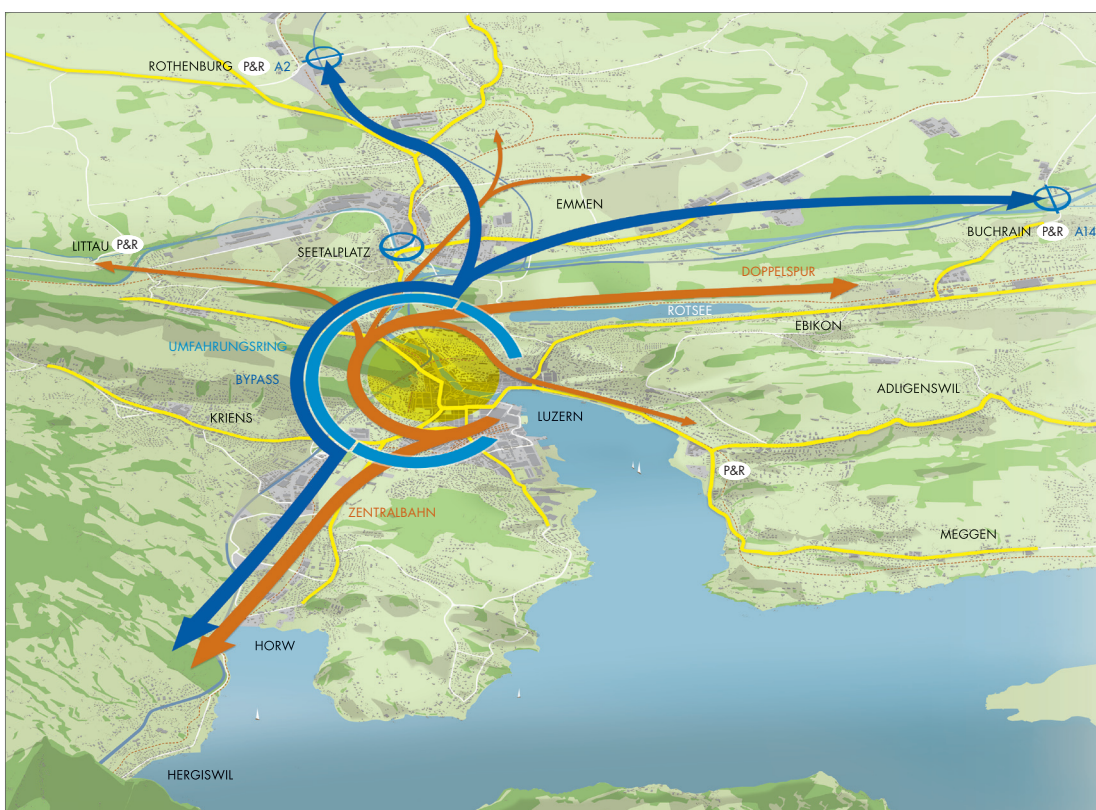 ROTHENBURG P&R A2
EMMEN
LITTAU P&R
SEETALPLATZ
BUCHRAIN P&R A14
DOPPELSPUR
ROTSEE
EBIKON
UMFAHRUNGSRING
BYPASS
ADLIGENSWIL
KRIENS
LUZERN
P&R
ZENTRALBAHN
MEGGEN
HORW
HERGISWIL